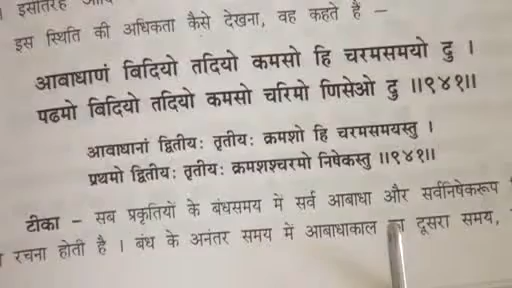 इसीतरह
इस स्थिति की अधिकता कैसे देखना, वह कहते हैं –
आवाधाणं बिदियो तदियो कमसो हि चरमसमयो दु ।
पढमो बिदियो तदियो कमसो चरिमो णिसेओ दु ॥९४१॥
आवाधानां द्वितीयः तृतीयः क्रमशो हि चरमसमयस्तु ।
प्रथमो द्वितीयः तृतीयः क्रमशश्चरमो निषेकस्तु ॥९४१॥
टीका – सब प्रकृतियों के बंधसमय में सर्व आबाधा और सर्वनिषेकरूप
रचना होती है । बंध के अनंतर समय में आबाधाकाल का दूसरा समय,